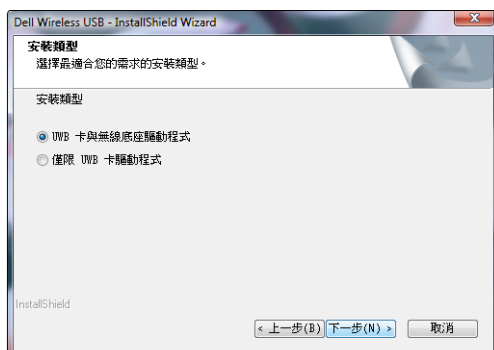 Dell Wireless USB - InstallShield Wizard
安裝類型
選擇最適合您的需求的安裝類型。
安裝類型
UWB 卡與無線底座驅動程式
僅限 UWB 卡驅動程式
InstallShield
< 上一步(B) 下一步(N) > 取消